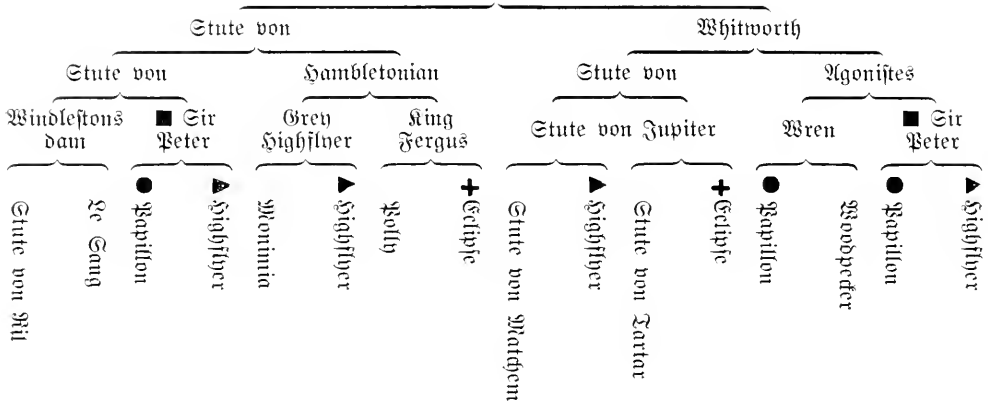 Stute von
Whitworth
Stute von
Hambletonian
Stute von
Agonistes
Windlestons
dam
■ Sir
Peter
Grey
Highflyer
King
Fergus
Stute von Jupiter
Wren
■ Sir
Peter
Stute von Ril
Le Sang
● Papillon
▲ Highflyer
Monimia
▲ Highflyer
Polly
✚ Eclipse
Stute von Matchem
▲ Highflyer
Stute von Tartar
✚ Eclipse
● Papillon
Woodpecker
● Papillon
▲ Highflyer